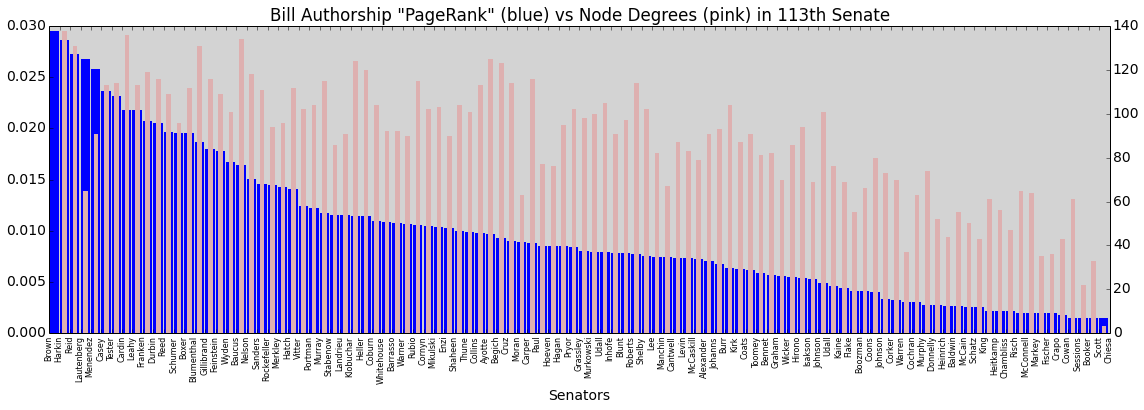 Bill Authorship "PageRank" (blue) vs Node Degrees (pink) in 113th Senate
0.030
0.025
0.020
0.015
0.010
0.005
0.000
140
120
100
80
60
40
20
0
Brown
Harkin
Reid
Lautenberg
Menendez
Casey
Tester
Cardin
Leahy
Franken
Durbin
Reed
Schumer
Boxer
Blumenthal
Gillibrand
Feinstein
Wyden
Baucus
Nelson
Sanders
Rockefeller
Merkley
Hatch
Vitter
Portman
Murray
Stabenow
Landrieu
Klobuchar
Heller
Coburn
Whitehouse
Barrasso
Warner
Rubio
Cornyn
Mikulski
Enzi
Shaheen
Thune
Collins
Ayotte
Begich
Cruz
Moran
Carper
Paul
Hoeven
Hagan
Pryor
Grassley
Murkowski
Udall
Inhofe
Blunt
Roberts
Shelby
Lee
Manchin
Cantwell
Levin
McCaskill
Alexander
Johanns
Burr
Kirk
Coats
Toomey
Bennet
Graham
Wicker
Hirono
Isakson
Johnson
Udall
Kaine
Flake
Boozman
Coons
Johnson
Corker
Warren
Cochran
Murphy
Donnelly
Heinrich
Baldwin
McCain
Schatz
King
Heitkamp
Chambliss
Risch
McConnell
Markey
Fischer
Crapo
Cowan
Sessions
Booker
Scott
Chiesa
Senators